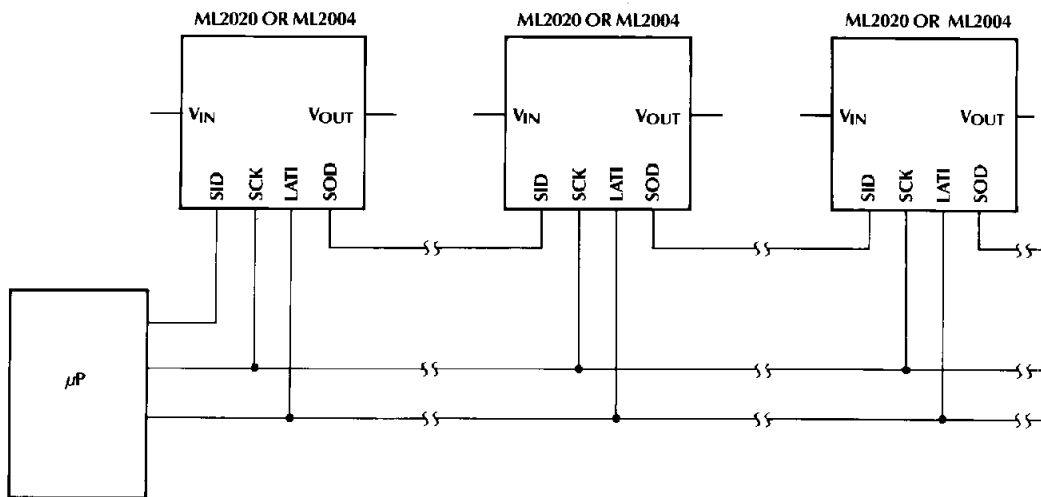 ML2020 OR ML2004
ML2020 OR ML2004
ML2020 OR ML2004
VIN
VOUT
VIN
VOUT
VIN
VOUT
SID
SCK
LATI
SOD
SID
SCK
LATI
SOD
SID
SCK
LATI
SOD
μP